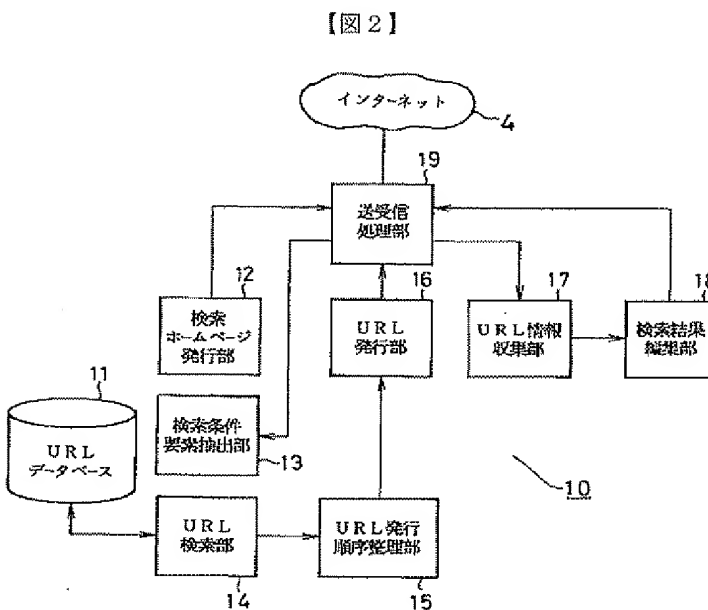 【図2】
インターネット
4
19
送受信
処理部
12
検索
ホームページ
発行部
16
URL
発行部
17
URL情報
収集部
18
検索結果
編集部
11
URL
データベース
検索条件
要素抽出部
13
10
URL
検索部
14
URL発行
順序整理部
15